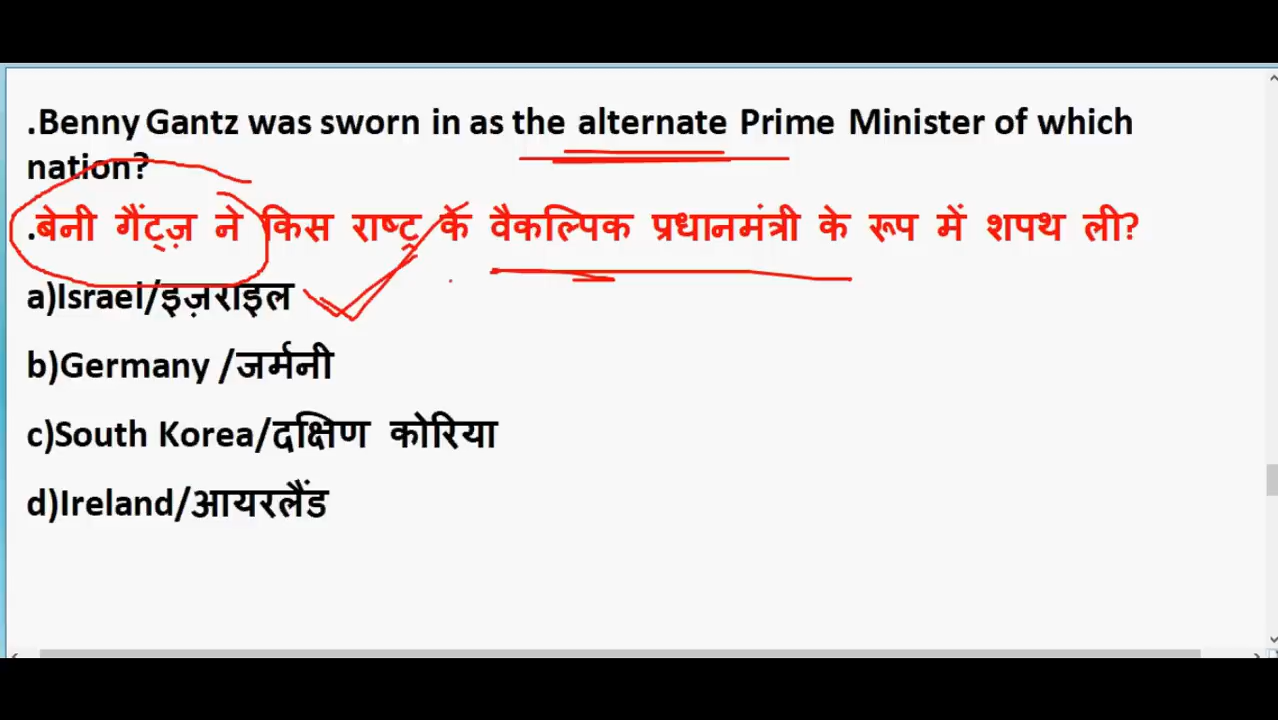 .Benny Gantz was sworn in as the alternate Prime Minister of which
nation?
.बेनी गैंट्ज़ ने किस राष्ट्र के वैकल्पिक प्रधानमंत्री के रूप में शपथ ली?
a)Israel/इज़राइल
b)Germany /जर्मनी
c)South Korea/दक्षिण कोरिया
d)Ireland/आयरलैंड